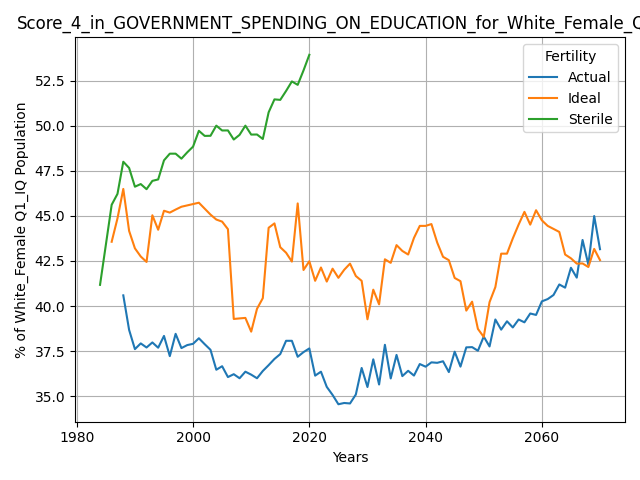 Score_4_in_GOVERNMENT_SPENDING_ON_EDUCATION_for_White_Female_Q
Fertility
Actual
Ideal
Sterile
% of White_Female Q1_IQ Population
52.5
50.0
47.5
45.0
42.5
40.0
37.5
35.0
1980
2000
2020
2040
2060
Years